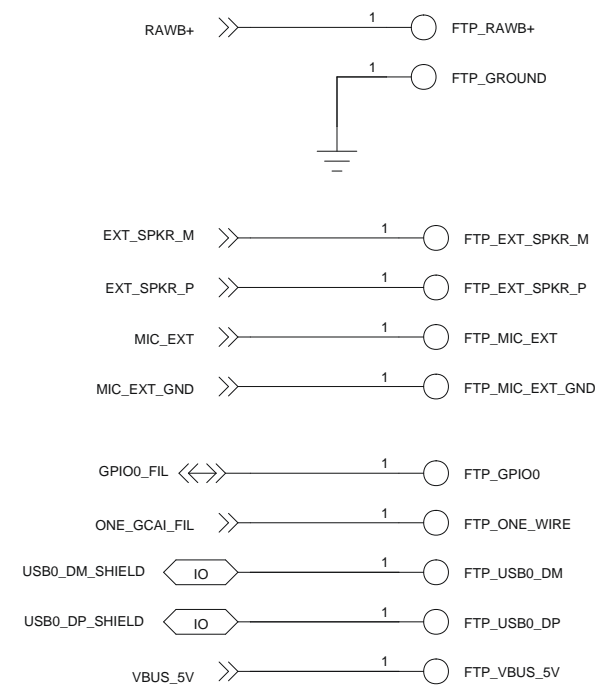 RAWB+ 1 FTP_RAWB+
1 FTP_GROUND
EXT_SPKR_M 1 FTP_EXT_SPKR_M
EXT_SPKR_P 1 FTP_EXT_SPKR_P
MIC_EXT 1 FTP_MIC_EXT
MIC_EXT_GND 1 FTP_MIC_EXT_GND
GPIO0_FIL 1 FTP_GPIO0
ONE_GCAI_FIL 1 FTP_ONE_WIRE
USB0_DM_SHIELD IO 1 FTP_USB0_DM
USB0_DP_SHIELD IO 1 FTP_USB0_DP
VBUS_5V 1 FTP_VBUS_5V